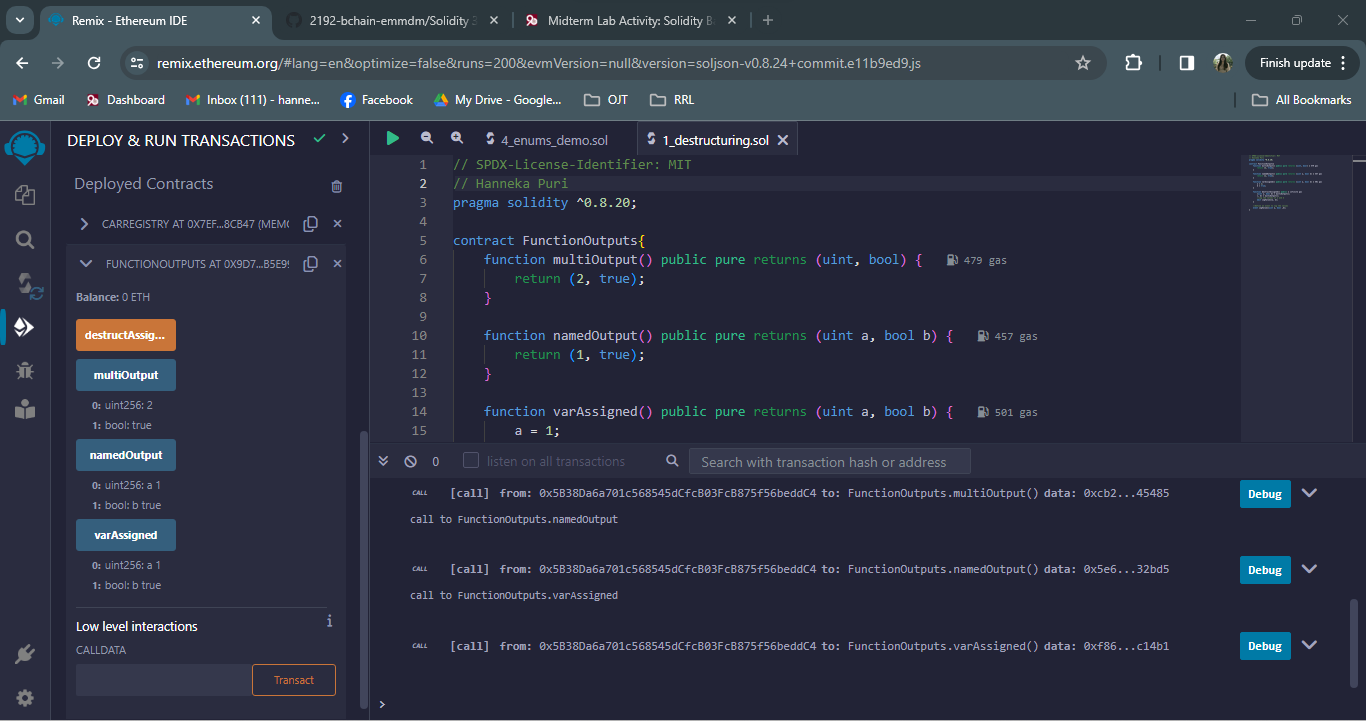 Remix - Ethereum IDE
2192-bchain-emmdm/Solidity 3
Midterm Lab Activity: Solidity B
remix.ethereum.org/#lang=en&optimize=false&runs=200&evmVersion=null&version=soljson-v0.8.24+commit.e11b9ed9.js
Finish update
Gmail
Dashboard
Inbox (111) - hanne...
Facebook
My Drive - Google...
OJT
RRL
All Bookmarks
DEPLOY & RUN TRANSACTIONS
Deployed Contracts
CARREGISTRY AT 0X7EF...8CB47 (MEMO
FUNCTIONOUTPUTS AT 0X9D7...B5E99
Balance: 0 ETH
destructAssig...
multiOutput
0: uint256: 2
1: bool: true
namedOutput
0: uint256: a 1
1: bool: b true
varAssigned
0: uint256: a 1
1: bool: b true
Low level interactions
i
CALLDATA
Transact
4_enums_demo.sol
1_destructuring.sol
1 // SPDX-License-Identifier: MIT
2 // Hanneka Puri
3 pragma solidity ^0.8.20;
4
5 contract FunctionOutputs{
6 function multiOutput() public pure returns (uint, bool) { 479 gas
7 return (2, true);
8 }
9
10 function namedOutput() public pure returns (uint a, bool b) { 457 gas
11 return (1, true);
12 }
13
14 function varAssigned() public pure returns (uint a, bool b) { 501 gas
15 a = 1;
0
listen on all transactions
Search with transaction hash or address
CALL [call] from: 0x5B38Da6a701c568545dCfcB03FcB875f56beddC4 to: FunctionOutputs.multiOutput() data: 0xcb2...45485
Debug
call to FunctionOutputs.namedOutput
CALL [call] from: 0x5B38Da6a701c568545dCfcB03FcB875f56beddC4 to: FunctionOutputs.namedOutput() data: 0x5e6...32bd5
Debug
call to FunctionOutputs.varAssigned
CALL [call] from: 0x5B38Da6a701c568545dCfcB03FcB875f56beddC4 to: FunctionOutputs.varAssigned() data: 0xf86...c14b1
Debug
>